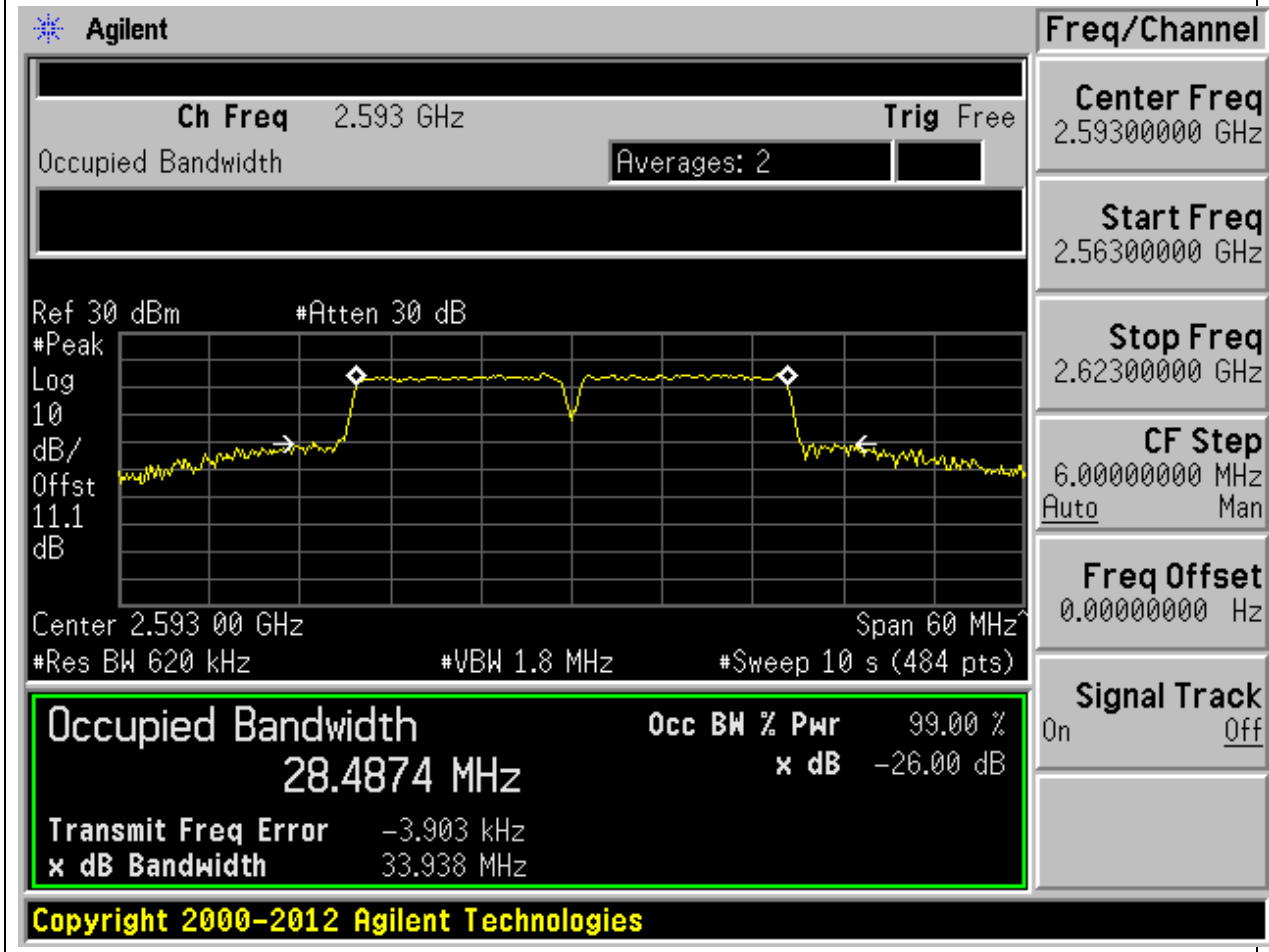 Agilent
Freq/Channel
Ch Freq 2.593 GHz Trig Free
Occupied Bandwidth Averages: 2
Center Freq
2.59300000 GHz
Start Freq
2.56300000 GHz
Stop Freq
2.62300000 GHz
CF Step
6.00000000 MHz
Auto Man
Freq Offset
0.00000000 Hz
Signal Track
On Off
Ref 30 dBm #Atten 30 dB
#Peak
Log
10
dB/
Offst
11.1
dB
Center 2.593 00 GHz Span 60 MHz^
#Res BW 620 kHz #VBW 1.8 MHz #Sweep 10 s (484 pts)
Occupied Bandwidth Occ BW % Pwr 99.00 %
28.4874 MHz x dB -26.00 dB
Transmit Freq Error -3.903 kHz
x dB Bandwidth 33.938 MHz
Copyright 2000-2012 Agilent Technologies